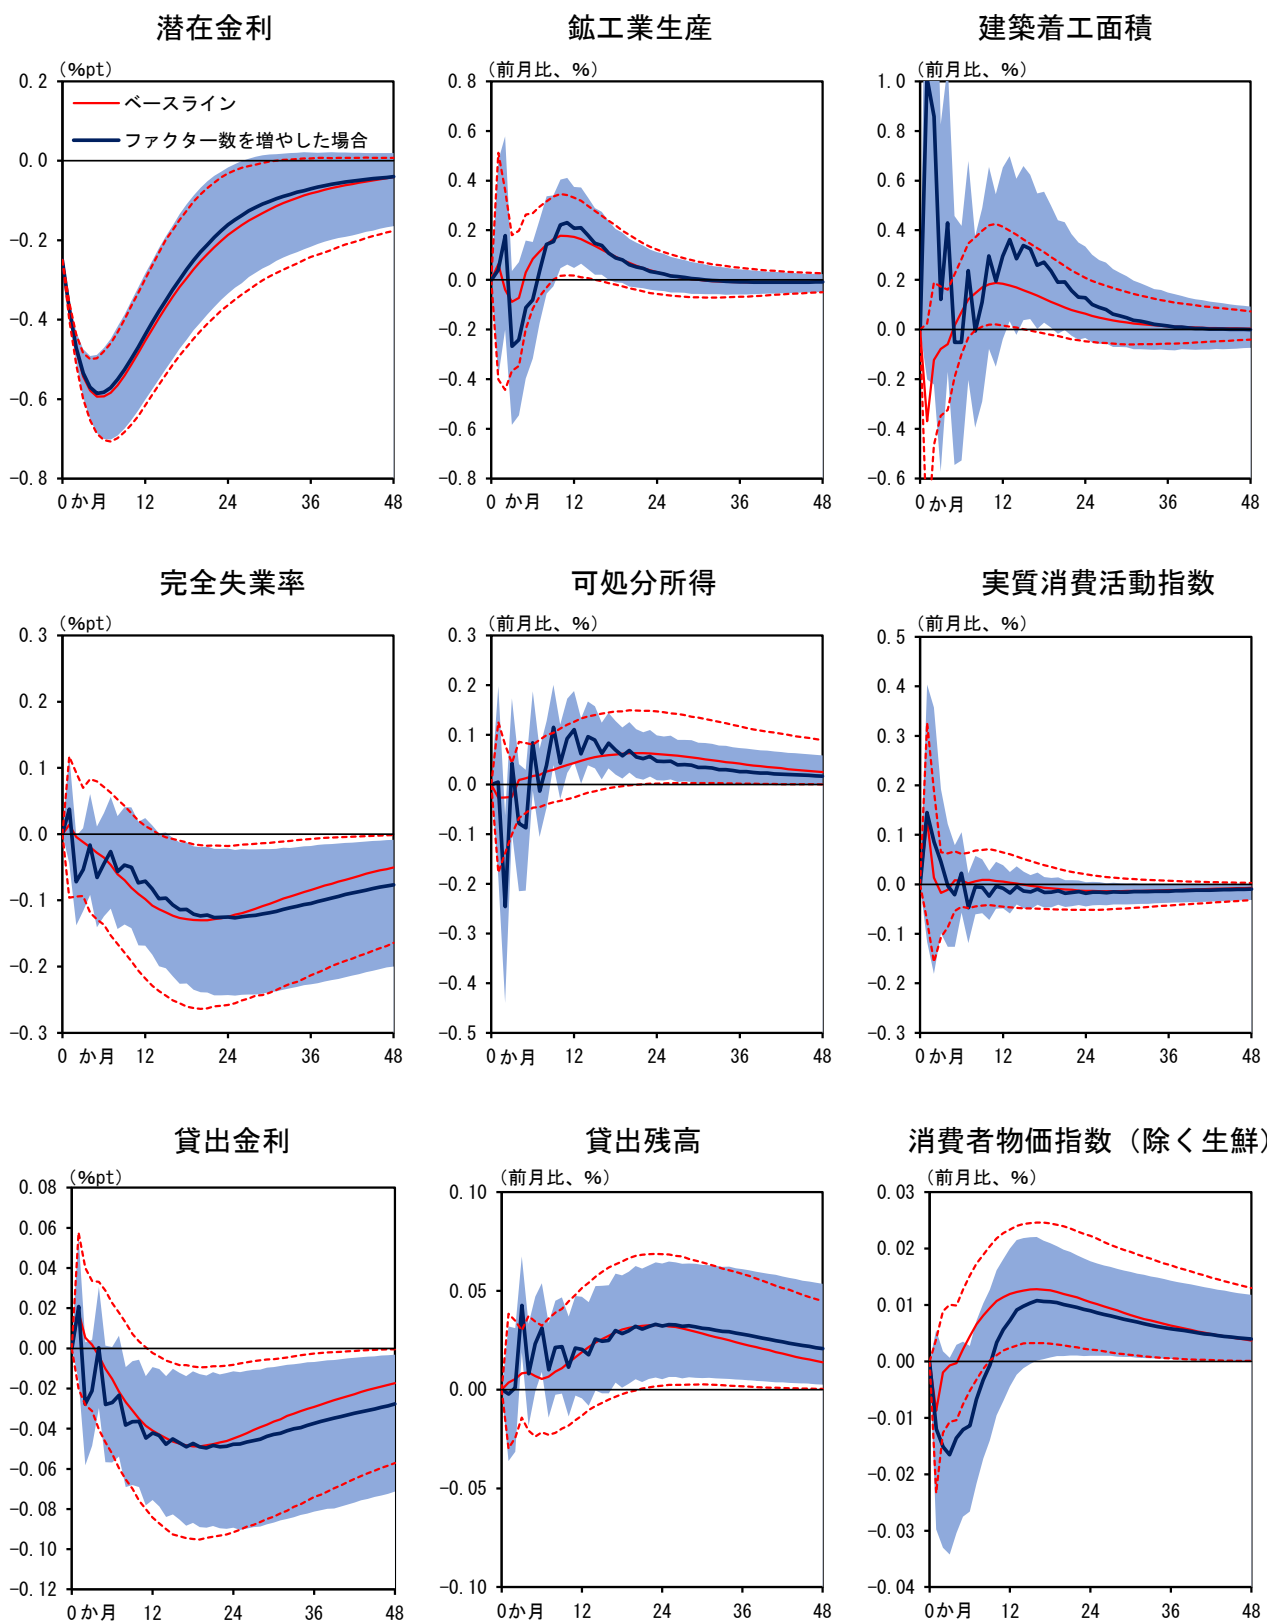 潜在金利
鉱工業生産
建築着工面積
(%pt)
(前月比、%)
(前月比、%)
0.2
0.0
-0.2
-0.4
-0.6
-0.8
ベースライン
ファクター数を増やした場合
0か月 12 24 36 48
0.8
0.6
0.4
0.2
0.0
-0.2
-0.4
-0.6
-0.8
0か月 12 24 36 48
1.0
0.8
0.6
0.4
0.2
0.0
-0.2
-0.4
-0.6
0か月 12 24 36 48
完全失業率
可処分所得
実質消費活動指数
(%pt)
(前月比、%)
(前月比、%)
0.3
0.2
0.1
0.0
-0.1
-0.2
-0.3
0 か月 12 24 36 48
0.3
0.2
0.1
0.0
-0.1
-0.2
-0.3
-0.4
-0.5
0か月 12 24 36 48
0.5
0.4
0.3
0.2
0.1
0.0
-0.1
-0.2
-0.3
0か月 12 24 36 48
貸出金利
貸出残高
消費者物価指数(除く生鮮)
(%pt)
(前月比、%)
(前月比、%)
0.08
0.06
0.04
0.02
0.00
-0.02
-0.04
-0.06
-0.08
-0.10
-0.12
0か月 12 24 36 48
0.10
0.05
0.00
-0.05
-0.10
0か月 12 24 36 48
0.03
0.02
0.01
0.00
-0.01
-0.02
-0.03
-0.04
0か月 12 24 36 48